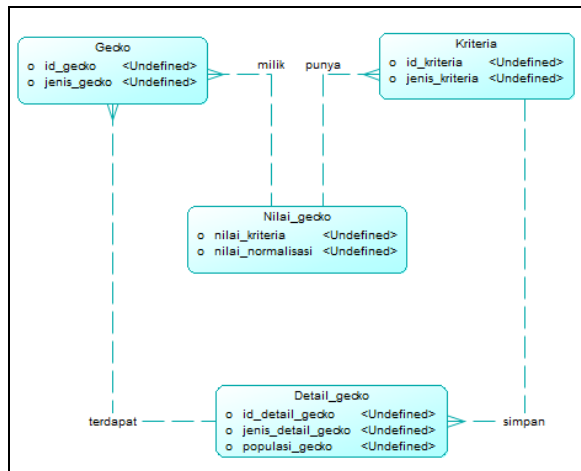 Gecko
o id_gecko <Undefined>
o jenis_gecko <Undefined>
milik
punya
Kriteria
o id_kriteria <Undefined>
o jenis_kriteria <Undefined>
Nilai_gecko
o nilai_kriteria <Undefined>
o nilai_normalisasi <Undefined>
Detail_gecko
o id_detail_gecko <Undefined>
o jenis_detail_gecko <Undefined>
o populasi_gecko <Undefined>
terdapat
simpan